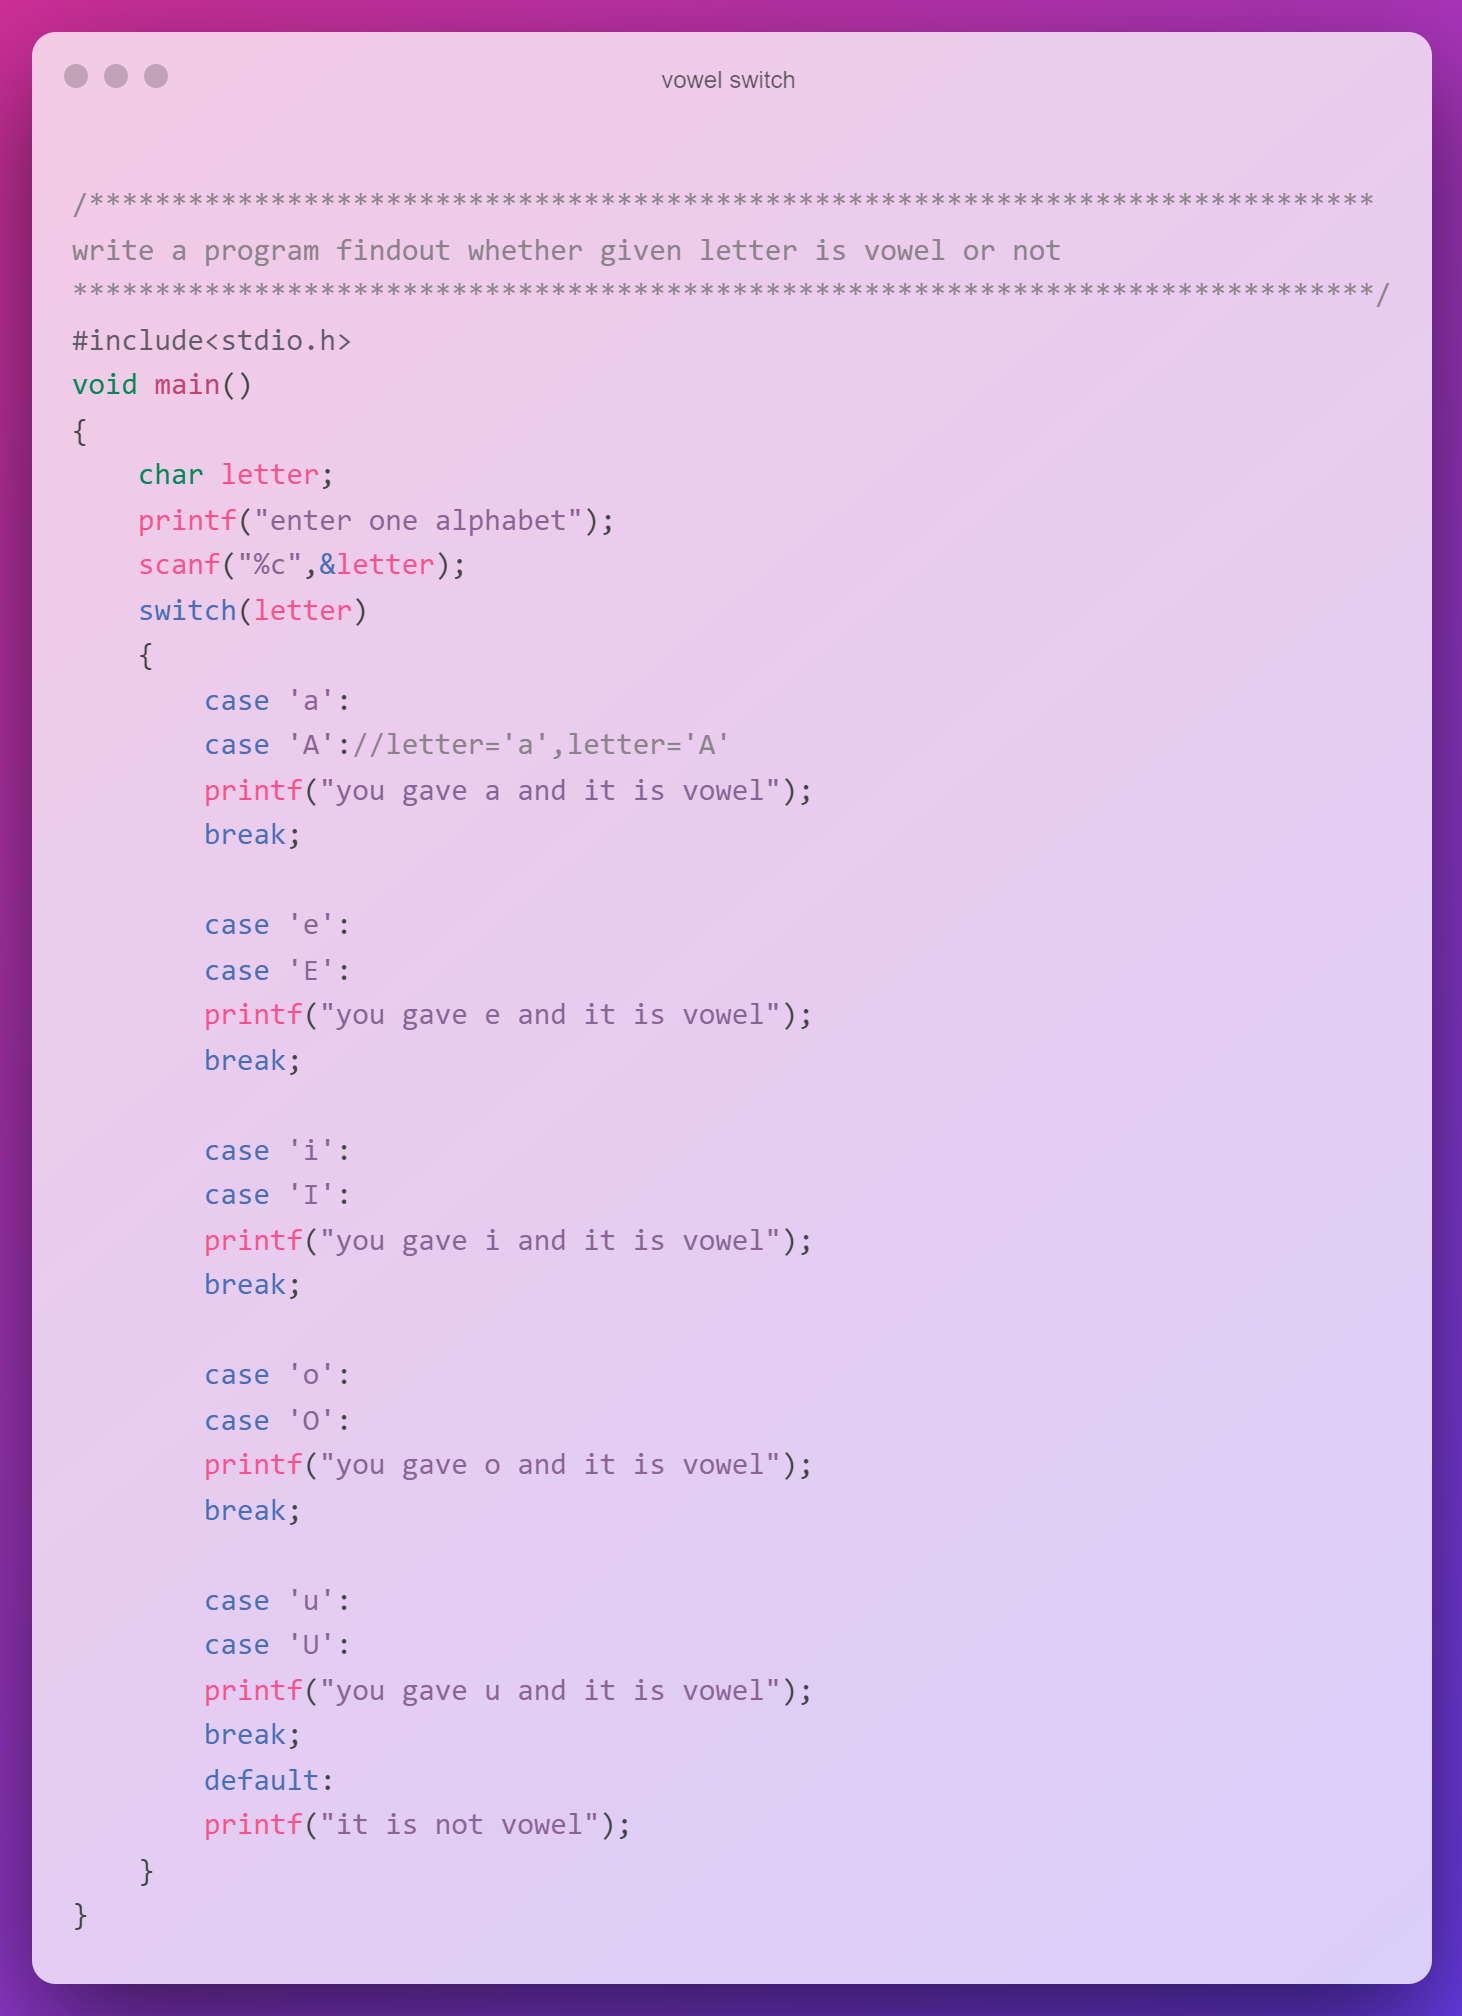 vowel switch
/******************************************************************************
write a program findout whether given letter is vowel or not
*******************************************************************************/
#include<stdio.h>
void main()
{
    char letter;
    printf("enter one alphabet");
    scanf("%c",&letter);
    switch(letter)
    {
        case 'a':
        case 'A'://letter='a',letter='A'
        printf("you gave a and it is vowel");
        break;

        case 'e':
        case 'E':
        printf("you gave e and it is vowel");
        break;

        case 'i':
        case 'I':
        printf("you gave i and it is vowel");
        break;

        case 'o':
        case 'O':
        printf("you gave o and it is vowel");
        break;

        case 'u':
        case 'U':
        printf("you gave u and it is vowel");
        break;
        default:
        printf("it is not vowel");
    }
}